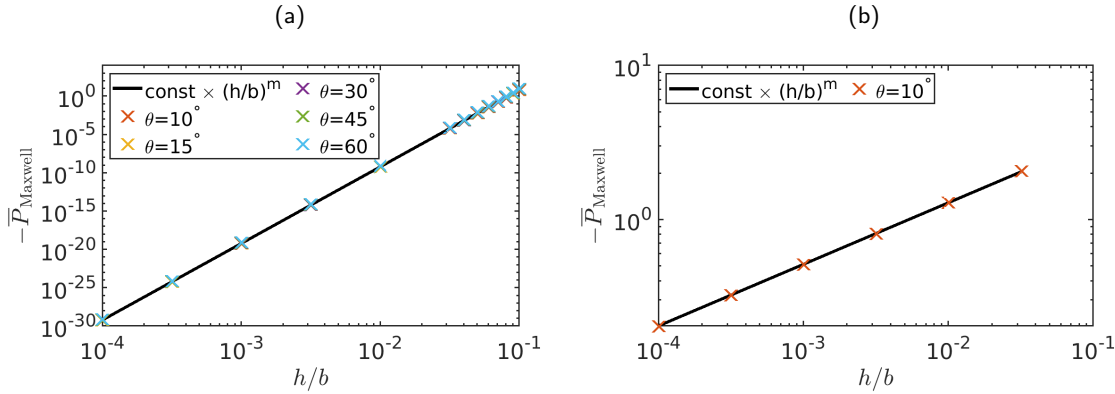 (a)
(b)
const × (h/b)^m
θ=10°
θ=15°
θ=30°
θ=45°
θ=60°
10^0
10^-5
10^-10
10^-15
10^-20
10^-25
10^-30
−P̅_Maxwell
10^-4
10^-3
10^-2
10^-1
h/b
const × (h/b)^m
θ=10°
10^1
10^0
−P̅_Maxwell
10^-4
10^-3
10^-2
10^-1
h/b